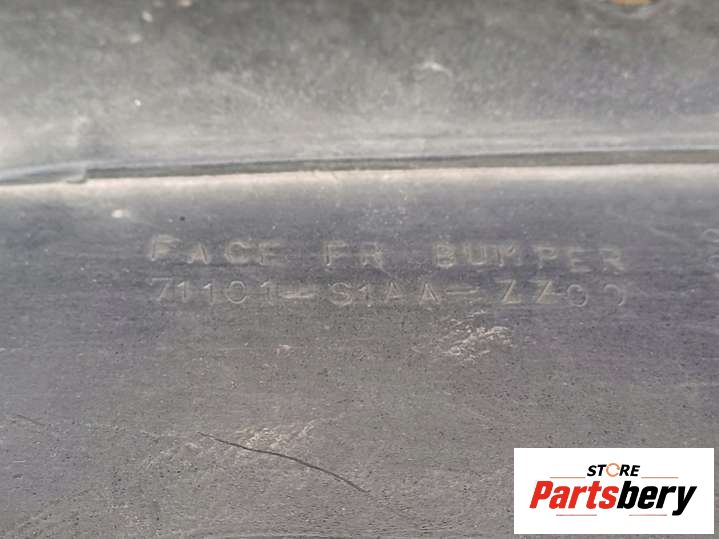 FACE FR BUMPER
71101-S1AA-ZZ00
STORE
Partsbery